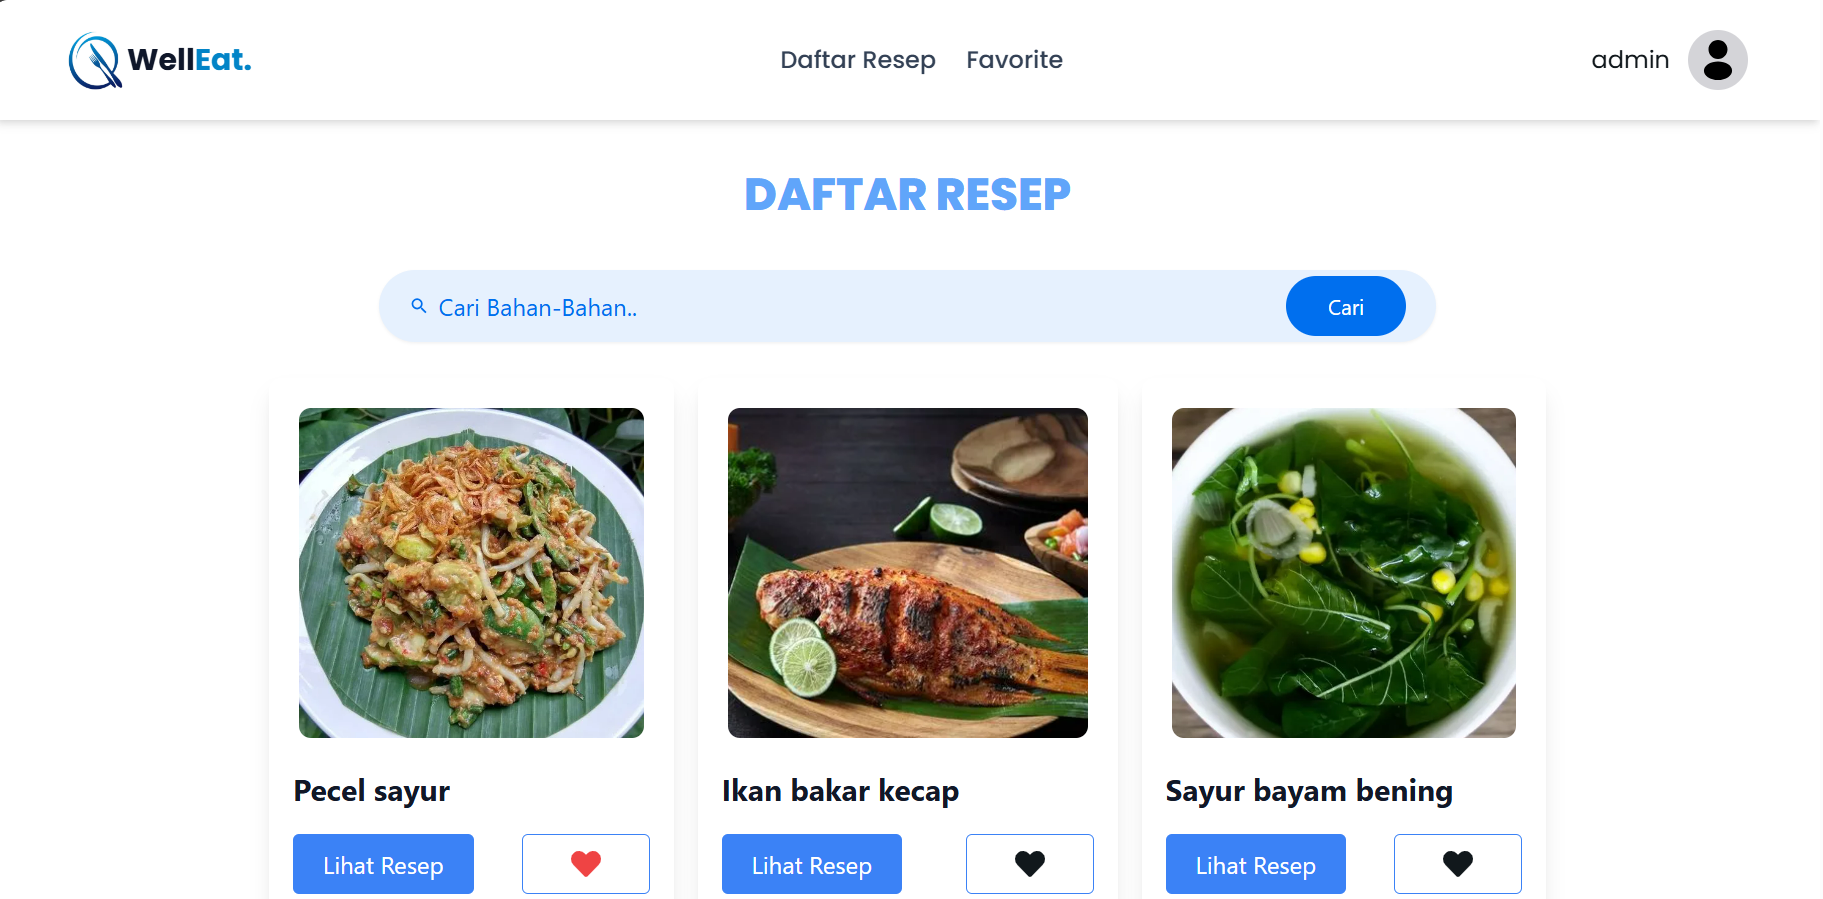 WellEat.
Daftar Resep
Favorite
admin
DAFTAR RESEP
Cari Bahan-Bahan..
Cari
Pecel sayur
Ikan bakar kecap
Sayur bayam bening
Lihat Resep
Lihat Resep
Lihat Resep